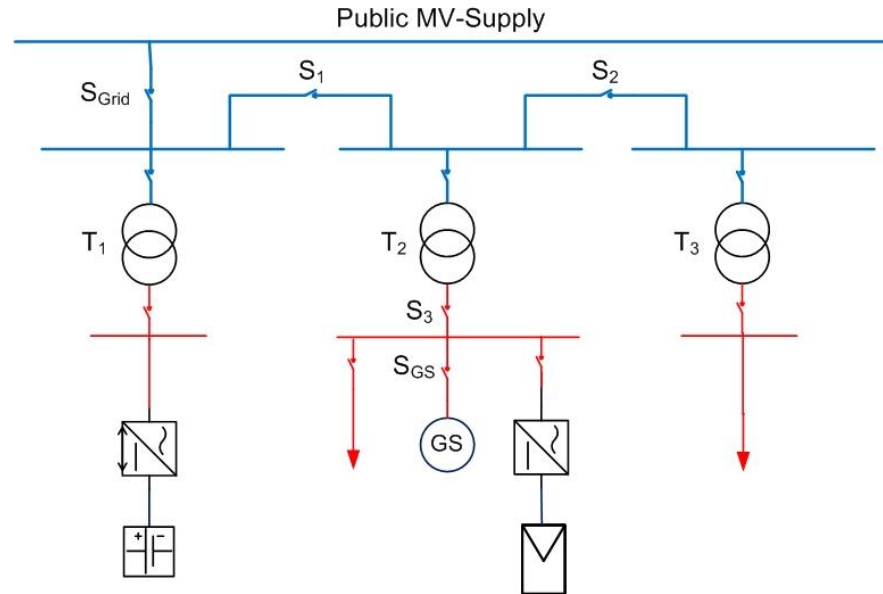 Public MV-Supply
S1
S2
SGrid
T1
T2
T3
S3
SGS
GS
+ -